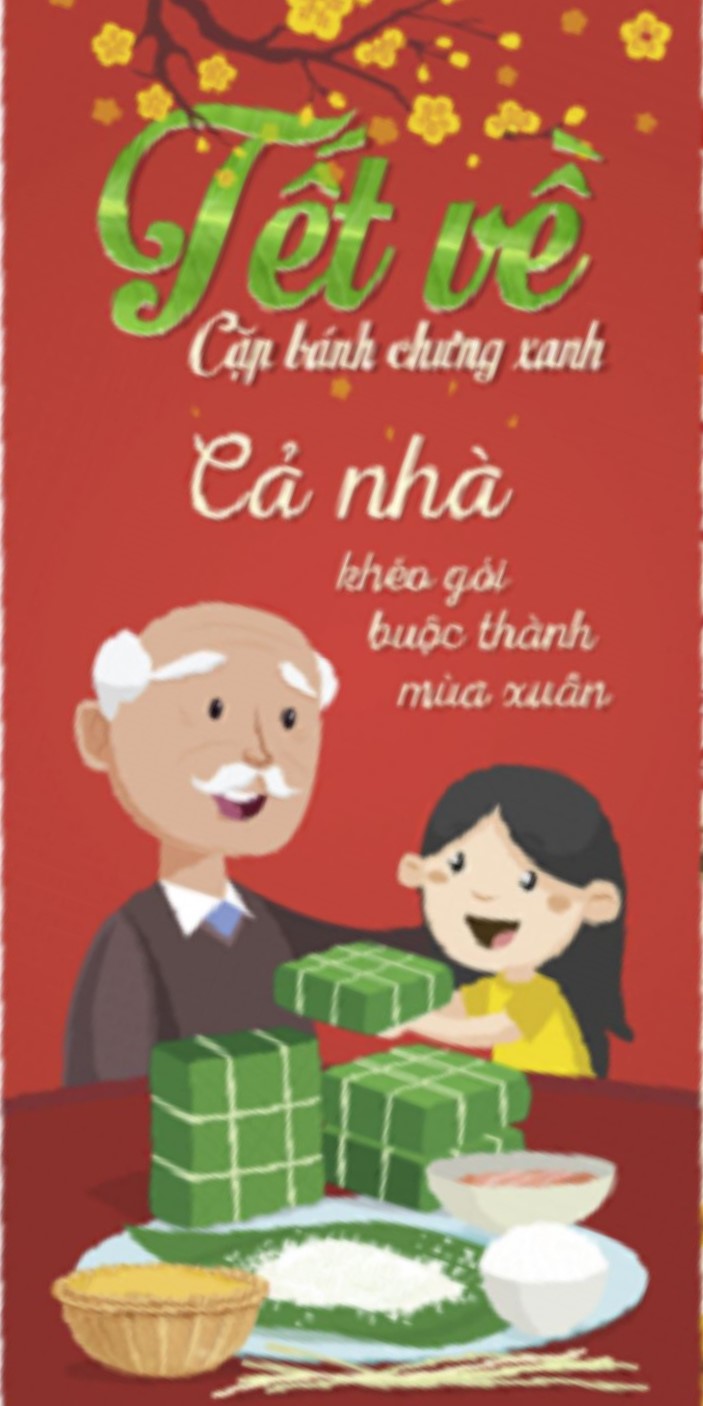 Tết về
Cặp bánh chưng xanh
Cả nhà
khéo gói
buộc thành
mùa xuân